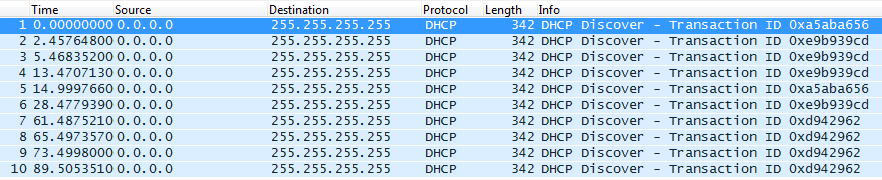 Time Source Destination Protocol Length Info
1 0.00000000 0.0.0.0 255.255.255.255 DHCP 342 DHCP Discover - Transaction ID 0xa5aba656
2 2.45764800 0.0.0.0 255.255.255.255 DHCP 342 DHCP Discover - Transaction ID 0xe9b939cd
3 5.46835200 0.0.0.0 255.255.255.255 DHCP 342 DHCP Discover - Transaction ID 0xe9b939cd
4 13.4707130 0.0.0.0 255.255.255.255 DHCP 342 DHCP Discover - Transaction ID 0xe9b939cd
5 14.9997660 0.0.0.0 255.255.255.255 DHCP 342 DHCP Discover - Transaction ID 0xa5aba656
6 28.4779390 0.0.0.0 255.255.255.255 DHCP 342 DHCP Discover - Transaction ID 0xe9b939cd
7 61.4875210 0.0.0.0 255.255.255.255 DHCP 342 DHCP Discover - Transaction ID 0xd942962
8 65.4973570 0.0.0.0 255.255.255.255 DHCP 342 DHCP Discover - Transaction ID 0xd942962
9 73.4998000 0.0.0.0 255.255.255.255 DHCP 342 DHCP Discover - Transaction ID 0xd942962
10 89.5053510 0.0.0.0 255.255.255.255 DHCP 342 DHCP Discover - Transaction ID 0xd942962